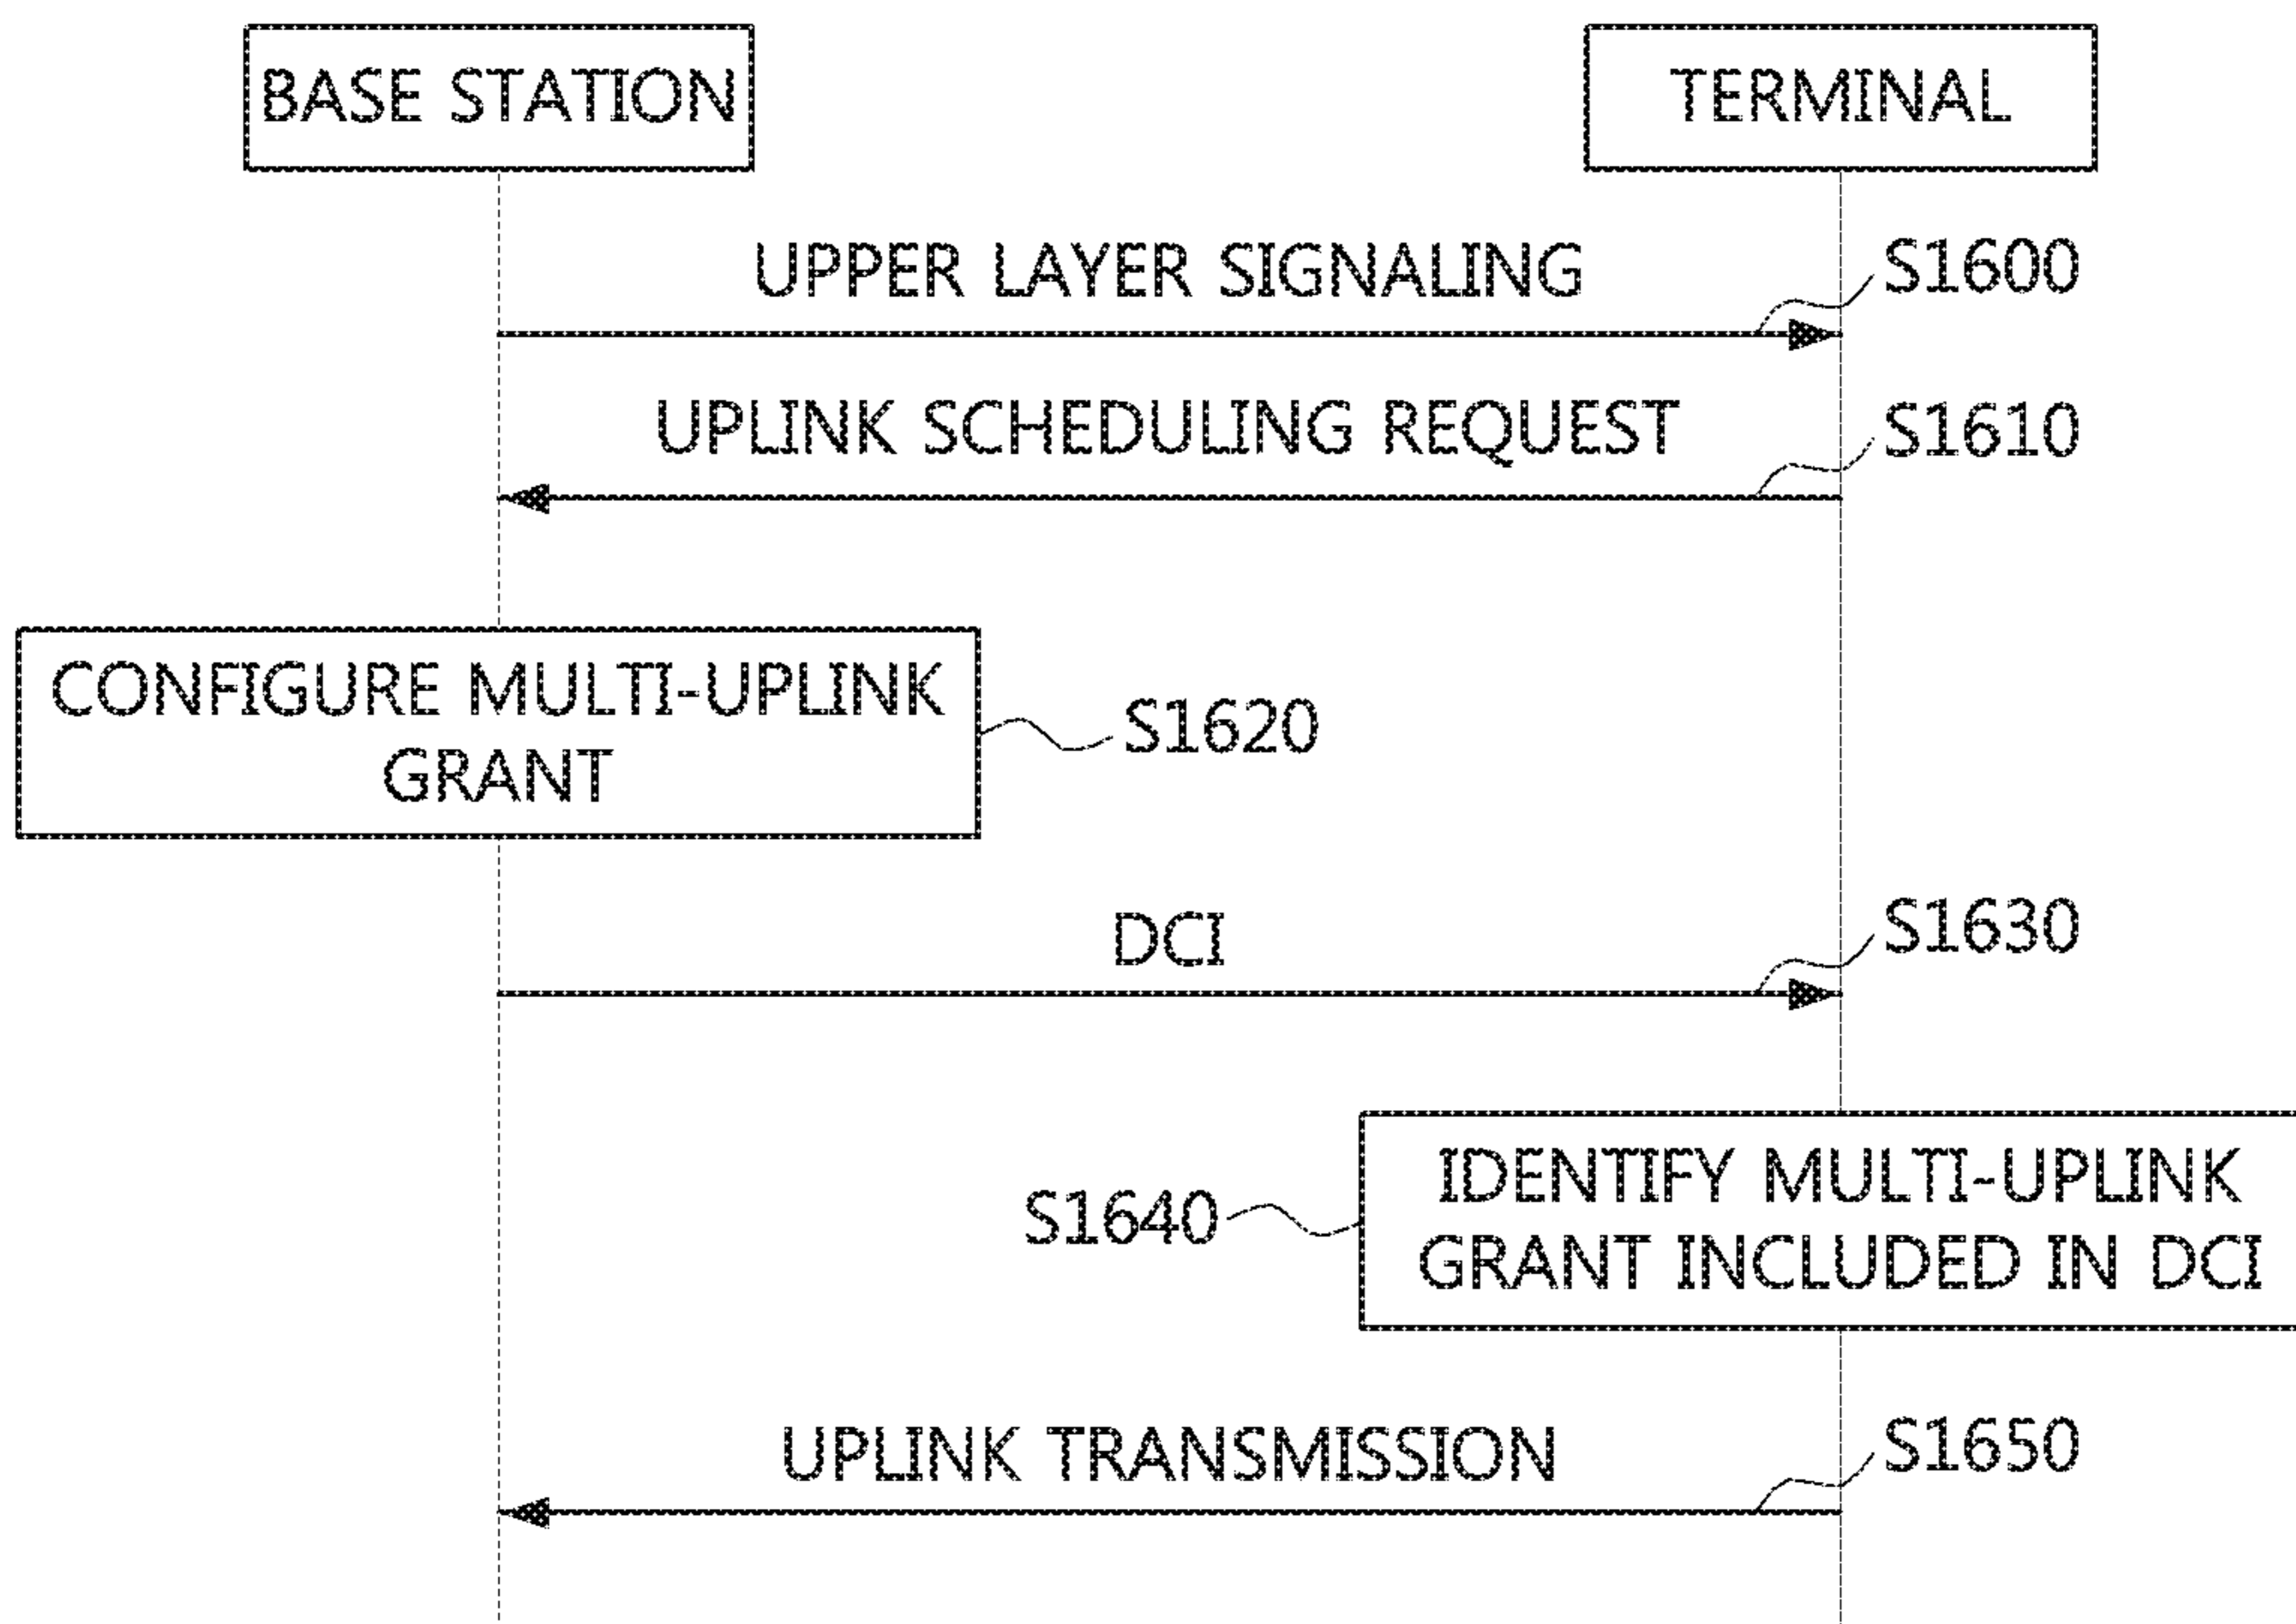 BASE STATION
TERMINAL
UPPER LAYER SIGNALING
S1600
UPLINK SCHEDULING REQUEST
S1610
CONFIGURE MULTI-UPLINK
GRANT
S1620
DCI
S1630
IDENTIFY MULTI-UPLINK
GRANT INCLUDED IN DCI
S1640
UPLINK TRANSMISSION
S1650